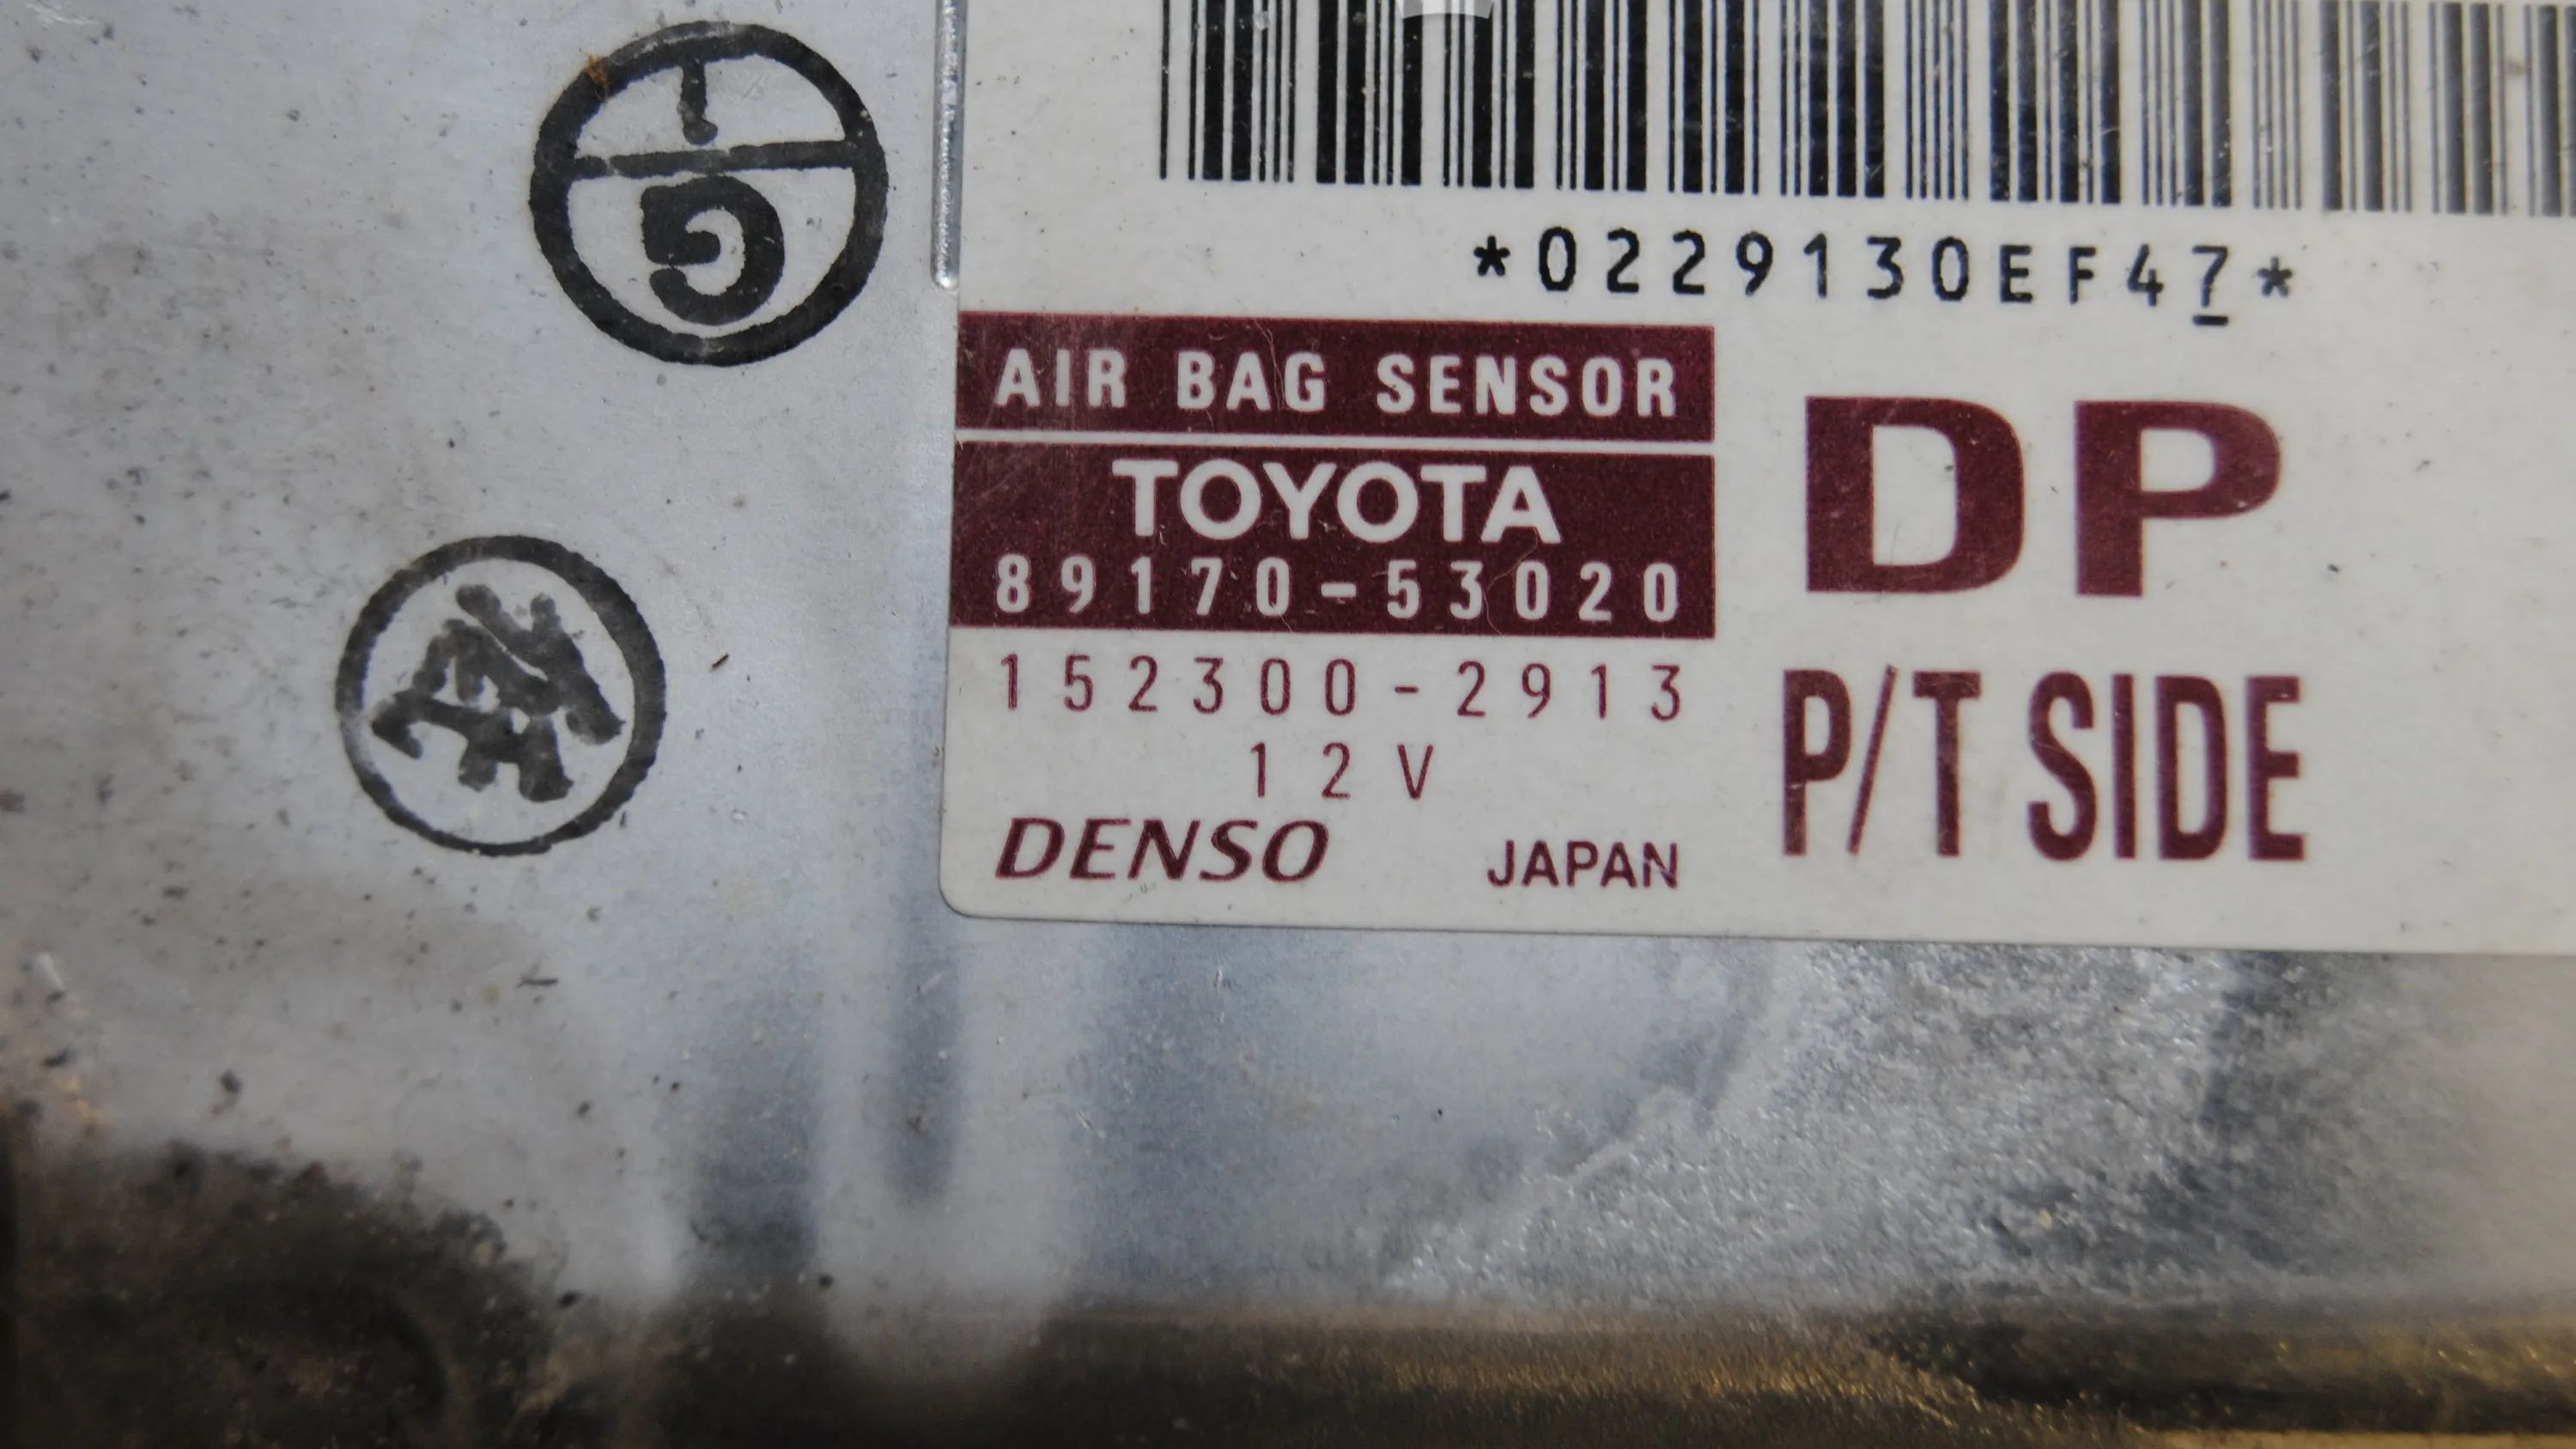 *0229130EF47*
AIR BAG SENSOR
TOYOTA
89170-53020
DP
152300-2913
12V
P/T SIDE
DENSO JAPAN